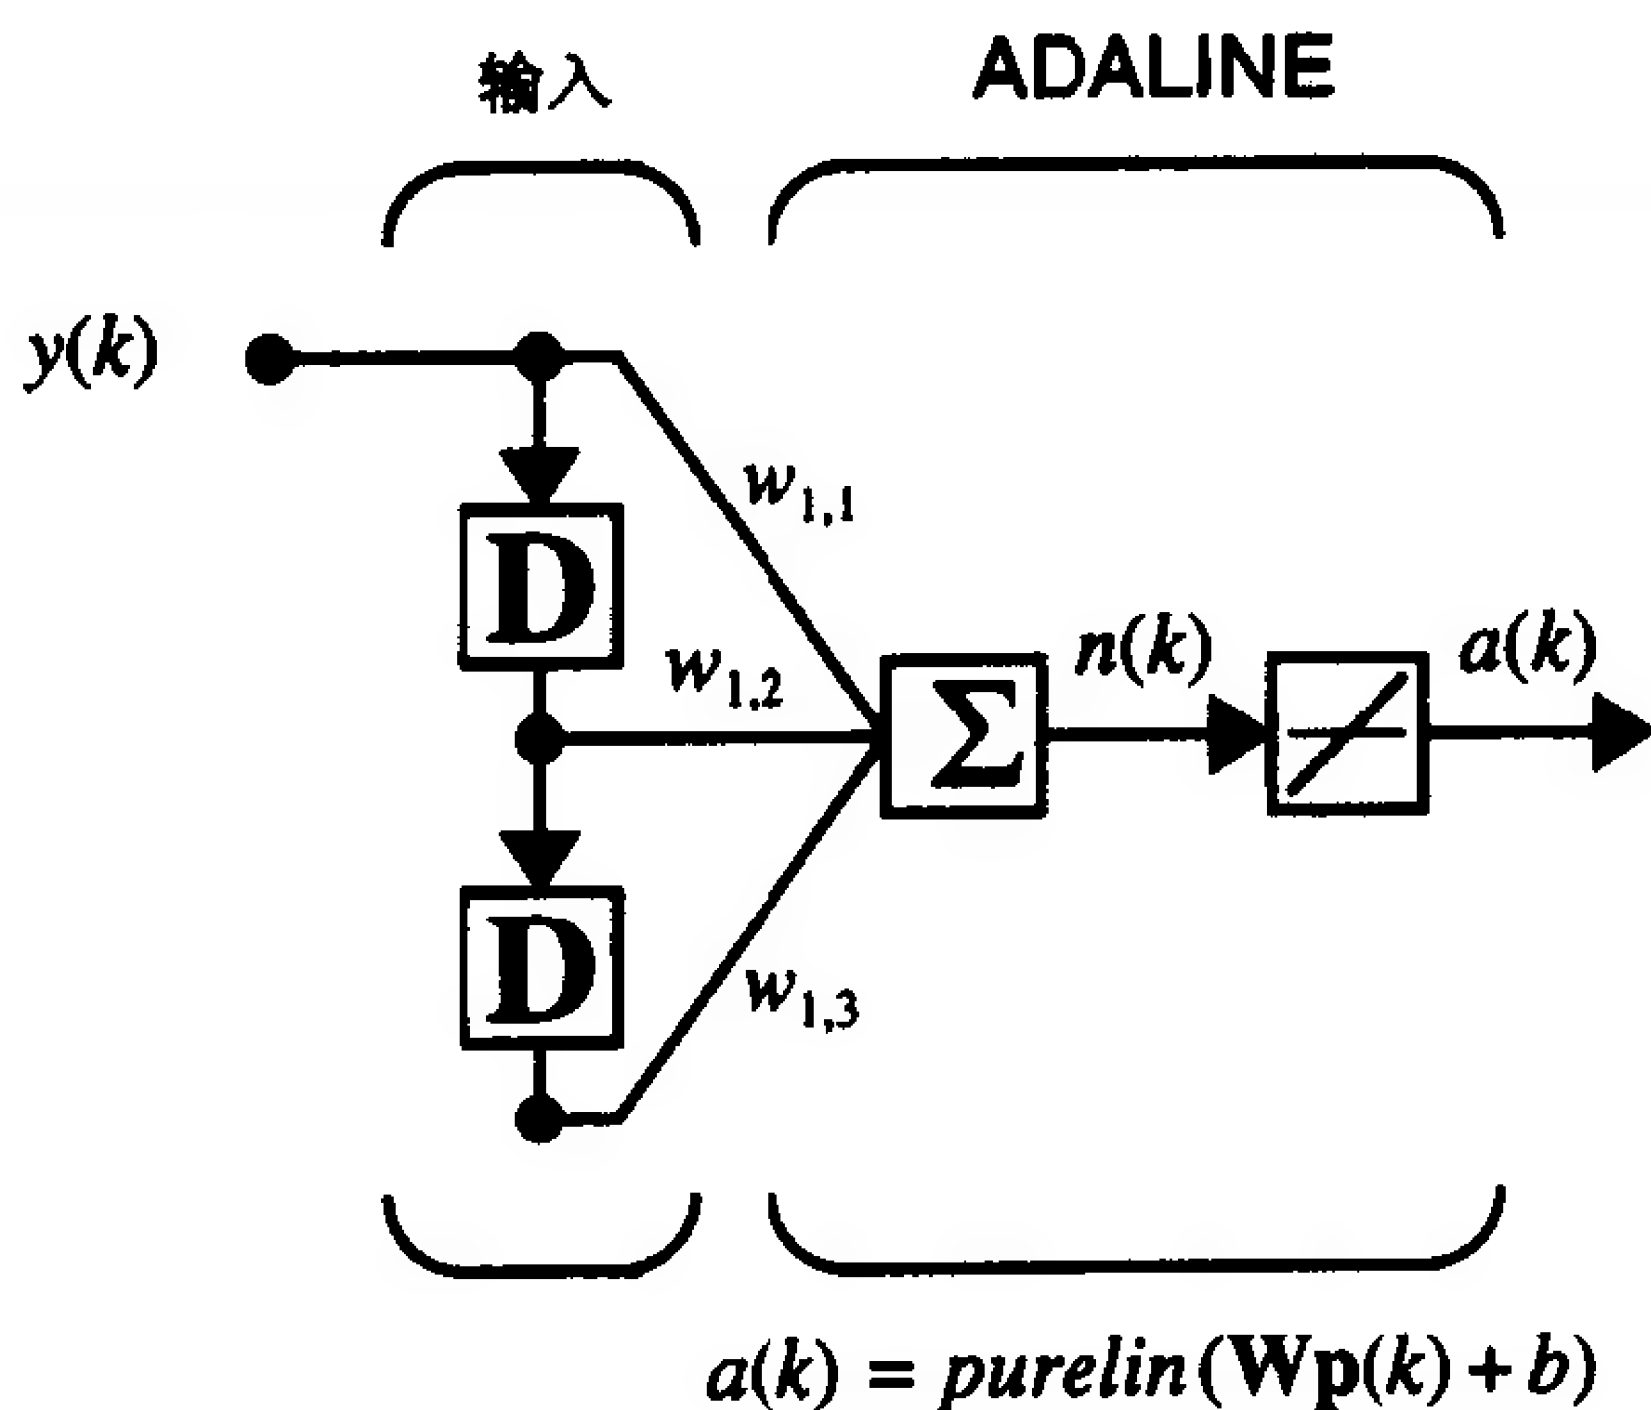 输入
ADALINE
y(k)
w1,1
D
w1,2
Σ
n(k)
a(k)
D
w1,3
a(k) = purelin(Wp(k) + b)